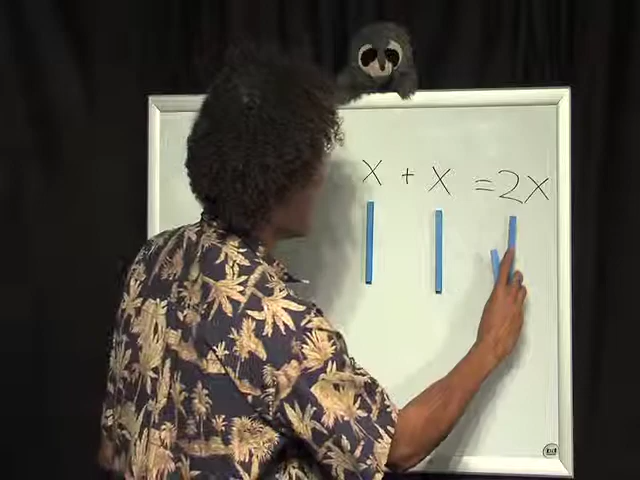 x + x = 2x